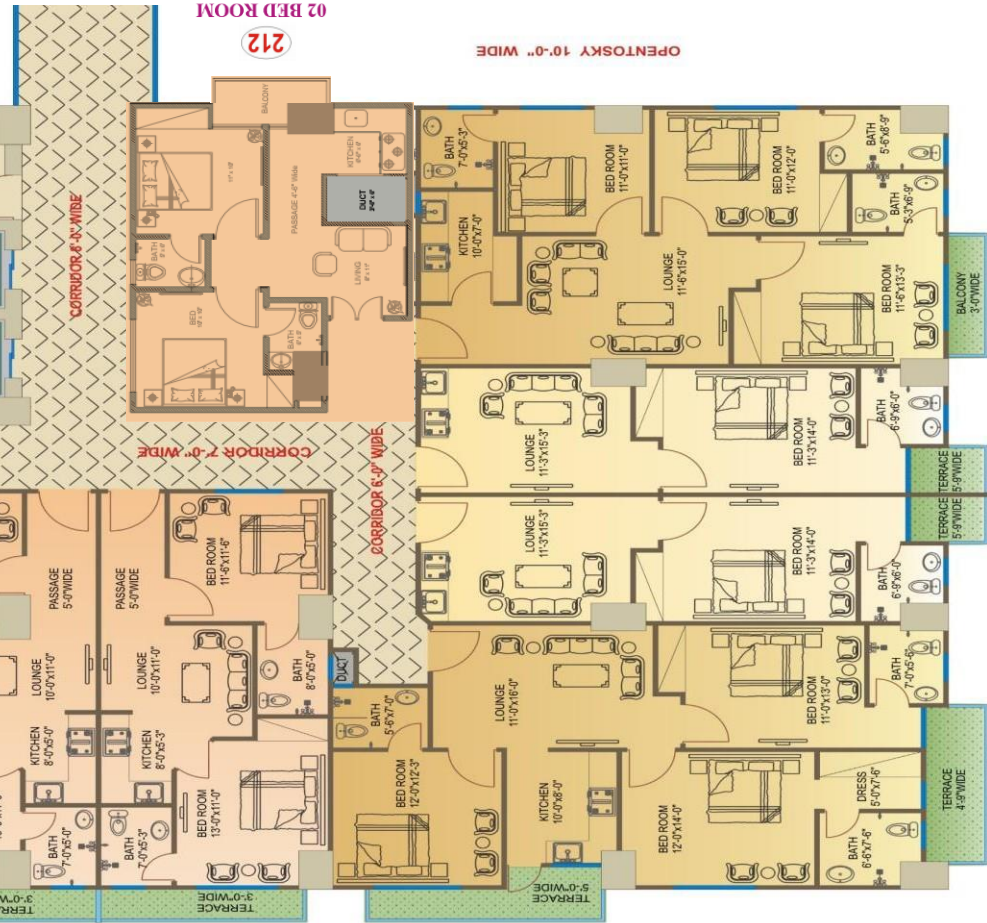 02 BED ROOM
212
OPENTOSKY 10'-0" WIDE
BALCONY
CORRIDOR 6'-0" WIDE
KITCHEN
PASSAGE 4'-6" Wide
DUCT
BATH
LIVING
8' x 11'
BED
BATH
CORRIDOR 7'-0" WIDE
CORRIDOR 6'-0" WIDE
BATH
7'-0"x5'-3"
BED ROOM
11'-0"x11'-0"
BED ROOM
11'-0"x12'-0"
BATH
5'-6"x8'-9"
KITCHEN
10'-0"x7'-0"
BATH
5'-3"x6'-9"
LOUNGE
11'-6"x15'-0"
BED ROOM
11'-6"x13'-3"
BALCONY
3'-0"WIDE
LOUNGE
11'-3"x15'-3"
BED ROOM
11'-3"x14'-0"
BATH
6'-9"x6'-0"
TERRACE
5'-9"WIDE
LOUNGE
11'-3"x15'-3"
BED ROOM
11'-3"x14'-0"
BATH
6'-9"x6'-0"
TERRACE
5'-9"WIDE
PASSAGE
5'-0"WIDE
PASSAGE
5'-0"WIDE
BED ROOM
11'-6"x11'-6"
LOUNGE
10'-0"x11'-0"
LOUNGE
10'-0"x11'-0"
BATH
8'-0"x5'-0"
DUCT
BATH
5'-6"x7'-0"
LOUNGE
11'-0"x16'-0"
BED ROOM
11'-0"x13'-0"
BATH
7'-0"x5'-6"
KITCHEN
8'-0"x5'-0"
KITCHEN
8'-0"x5'-3"
BED ROOM
13'-0"x11'-0"
BED ROOM
12'-0"x12'-3"
KITCHEN
10'-0"x8'-0"
BED ROOM
12'-0"x14'-0"
DRESS
5'-0"x7'-6"
TERRACE
4'-9"WIDE
BATH
7'-0"x5'-0"
BATH
7'-0"x5'-3"
BATH
6'-6"x7'-6"
3'-0"WIDE
TERRACE
3'-0"WIDE
TERRACE
5'-0"WIDE